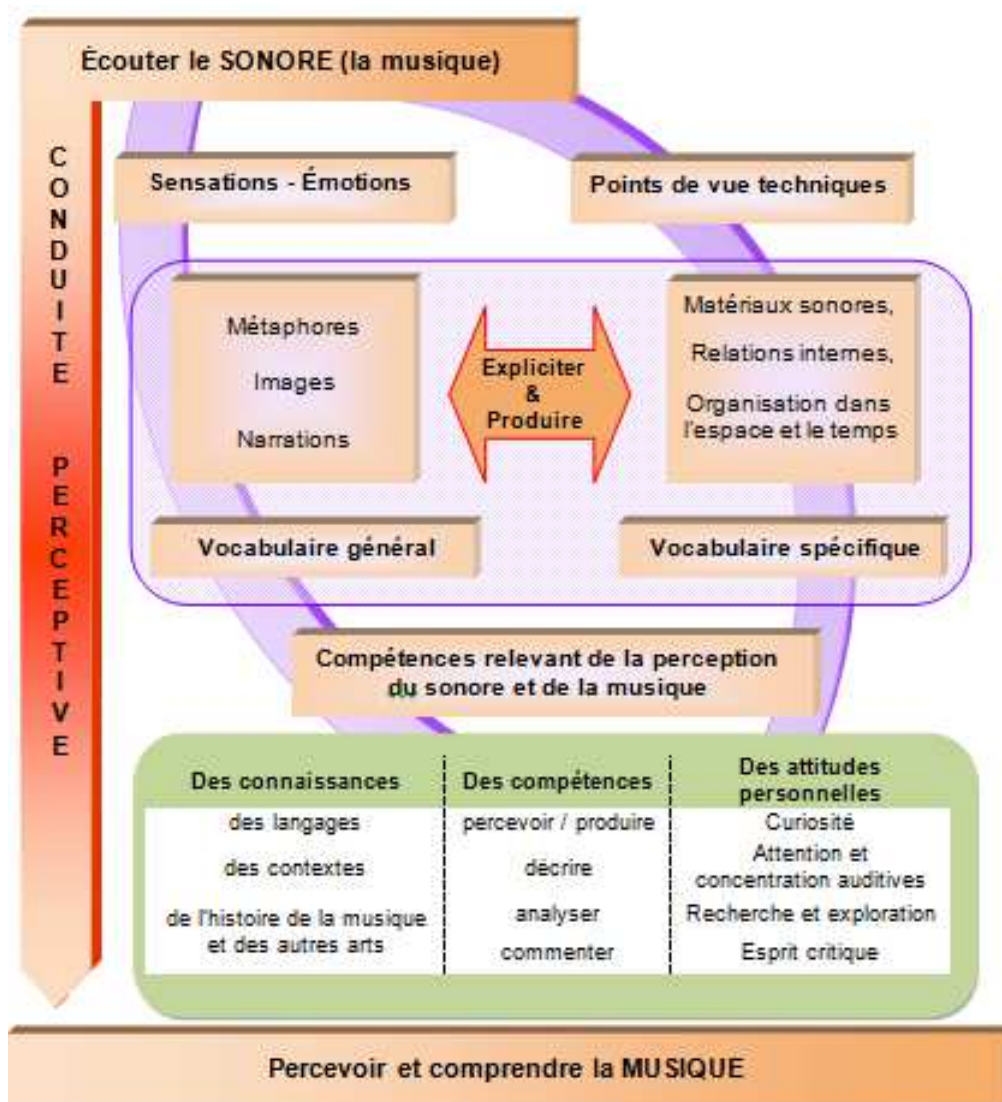 Écouter le SONORE (la musique)
CONDUITE PERCEPTIVE
Sensations - Émotions
Points de vue techniques
Métaphores
Images
Narrations
Expliciter
&
Produire
Matériaux sonores,
Relations internes,
Organisation dans
l'espace et le temps
Vocabulaire général
Vocabulaire spécifique
Compétences relevant de la perception
du sonore et de la musique
Des connaissances
des langages
des contextes
de l'histoire de la musique
et des autres arts
Des compétences
percevoir / produire
décrire
analyser
commenter
Des attitudes
personnelles
Curiosité
Attention et
concentration auditives
Recherche et exploration
Esprit critique
Percevoir et comprendre la MUSIQUE